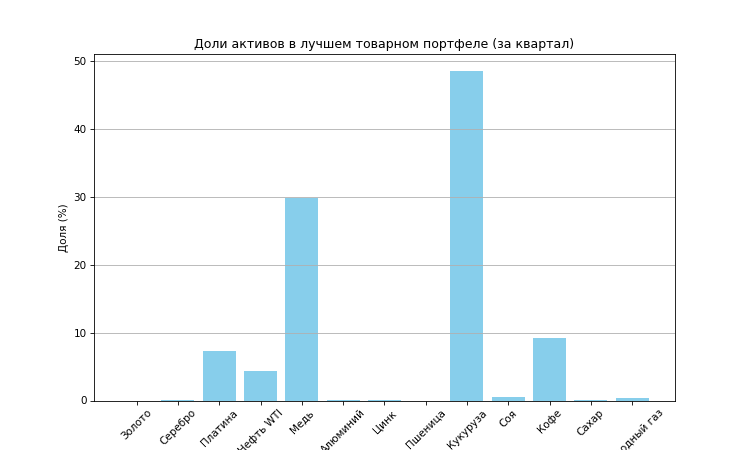 Доли активов в лучшем товарном портфеле (за квартал)
Доля (%)
50
40
30
20
10
0
Золото
Серебро
Платина
Нефть WTI
Медь
Алюминий
Цинк
Пшеница
Кукуруза
Соя
Кофе
Сахар
газ